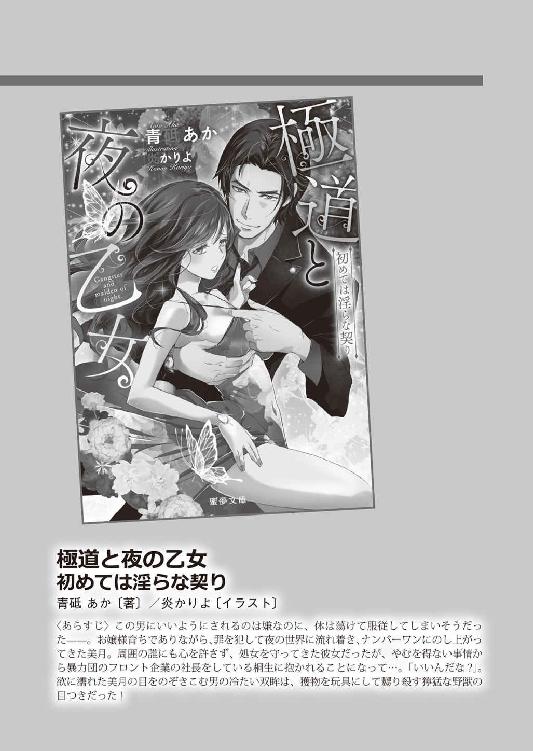 極道と
夜の乙女
初めては淫らな契り
青砥 あか
Illustration
炎かりよ
Gangster
and
maiden of
night.
蜜夢文庫
極道と夜の乙女
初めては淫らな契り
青砥 あか〔著〕／炎かりよ〔イラスト〕
〈あらすじ〉この男にいいようにされるのは嫌なのに、体は蕩けて服従してしまいそうだっ
た――。お嬢様育ちでありながら、罪を犯して夜の世界に流れ着き、ナンバーワンにのし上がっ
てきた美月。周囲の誰にも心を許さず、処女を守ってきた彼女だったが、やむを得ない事情か
ら暴力団のフロント企業の社長をしている桐生に抱かれることになって…。「いいんだな？」。
欲に濡れた美月の目をのぞきこむ男の冷たい双眸は、獲物を玩具にして嬲り殺す獰猛な野獣の
目つきだった！